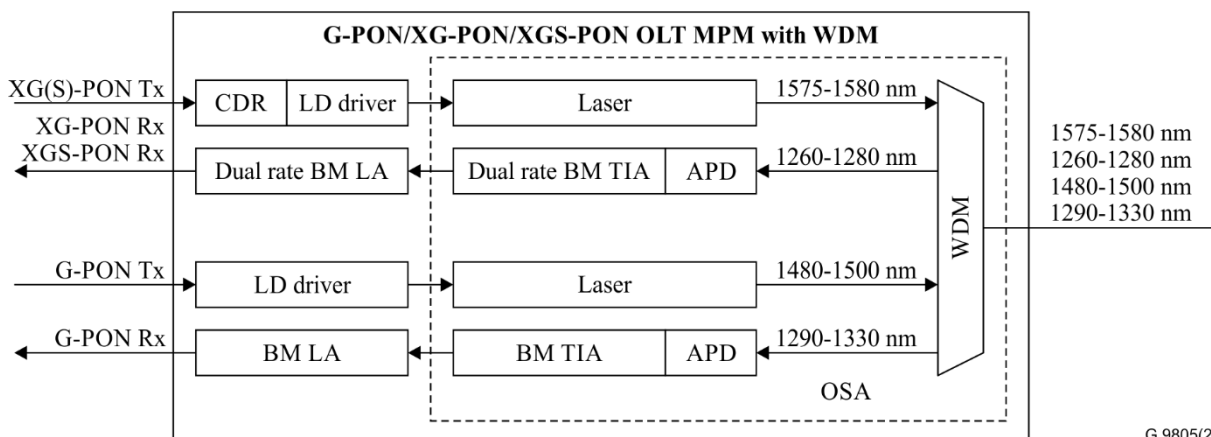 G-PON/XG-PON/XGS-PON OLT MPM with WDM
XG(S)-PON Tx
CDR
LD driver
Laser
1575-1580 nm
XG-PON Rx
XGS-PON Rx
Dual rate BM LA
Dual rate BM TIA
APD
1260-1280 nm
WDM
1575-1580 nm
1260-1280 nm
1480-1500 nm
1290-1330 nm
G-PON Tx
LD driver
Laser
1480-1500 nm
G-PON Rx
BM LA
BM TIA
APD
1290-1330 nm
OSA
G.9805(2